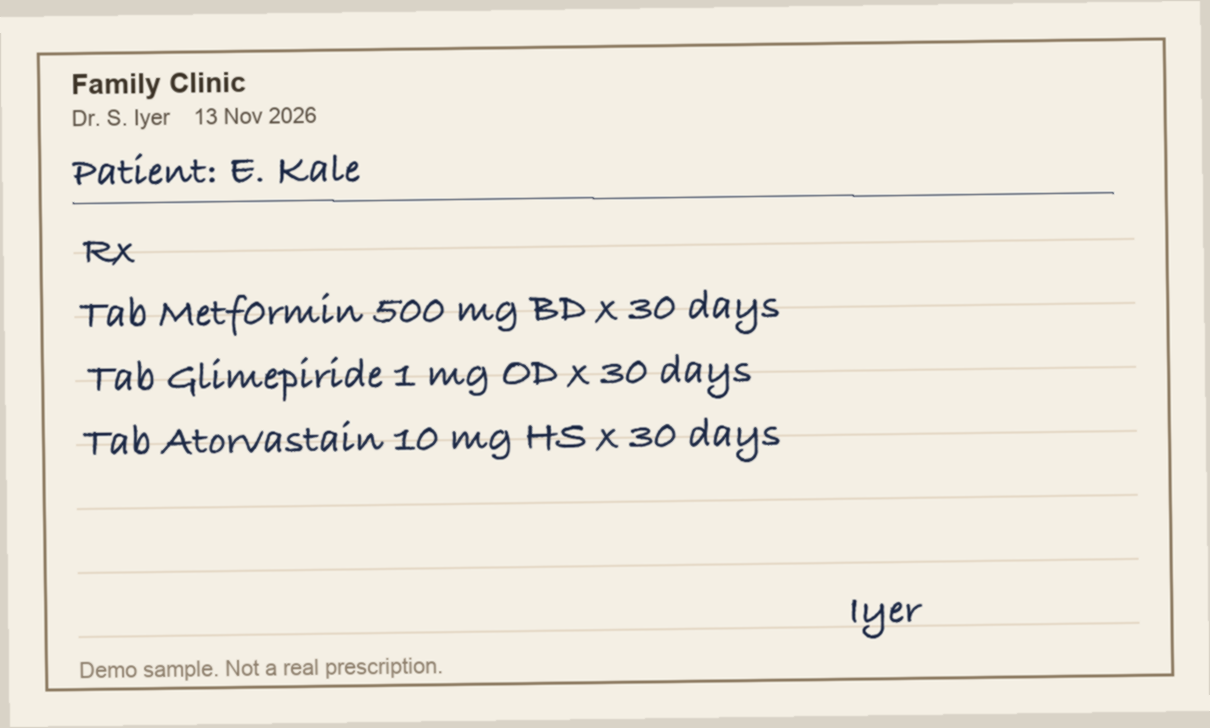 Family Clinic
Dr. S. Iyer 13 Nov 2026
Patient: E. Kale
Rx
Tab Metformin 500 mg BD x 30 days
Tab Glimepiride 1 mg OD x 30 days
Tab Atorvastain 10 mg HS x 30 days
Iyer
Demo sample. Not a real prescription.